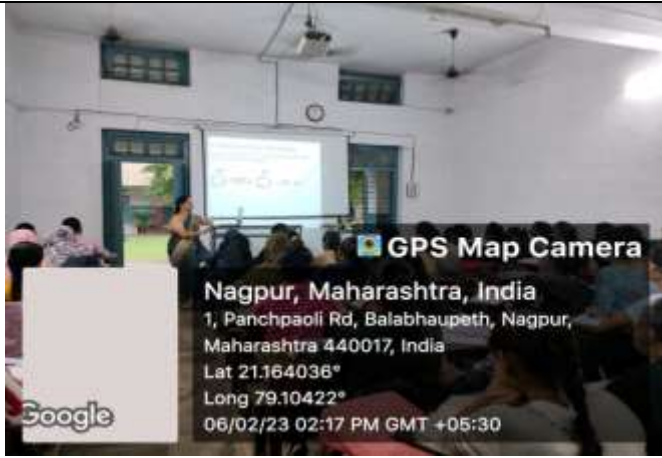 GPS Map Camera
Nagpur, Maharashtra, India
1, Panchpaoli Rd, Balabhaupeth, Nagpur,
Maharashtra 440017, India
Lat 21.164036°
Long 79.10422°
06/02/23 02:17 PM GMT +05:30
Google